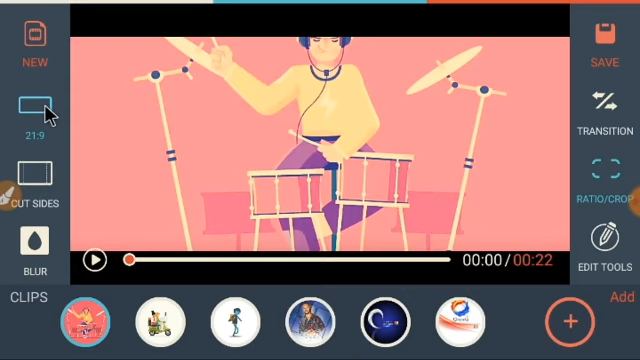 NEW
21:9
CUT SIDES
BLUR
SAVE
TRANSITION
RATIO/CROP
EDIT TOOLS
00:00/00:22
CLIPS
Add